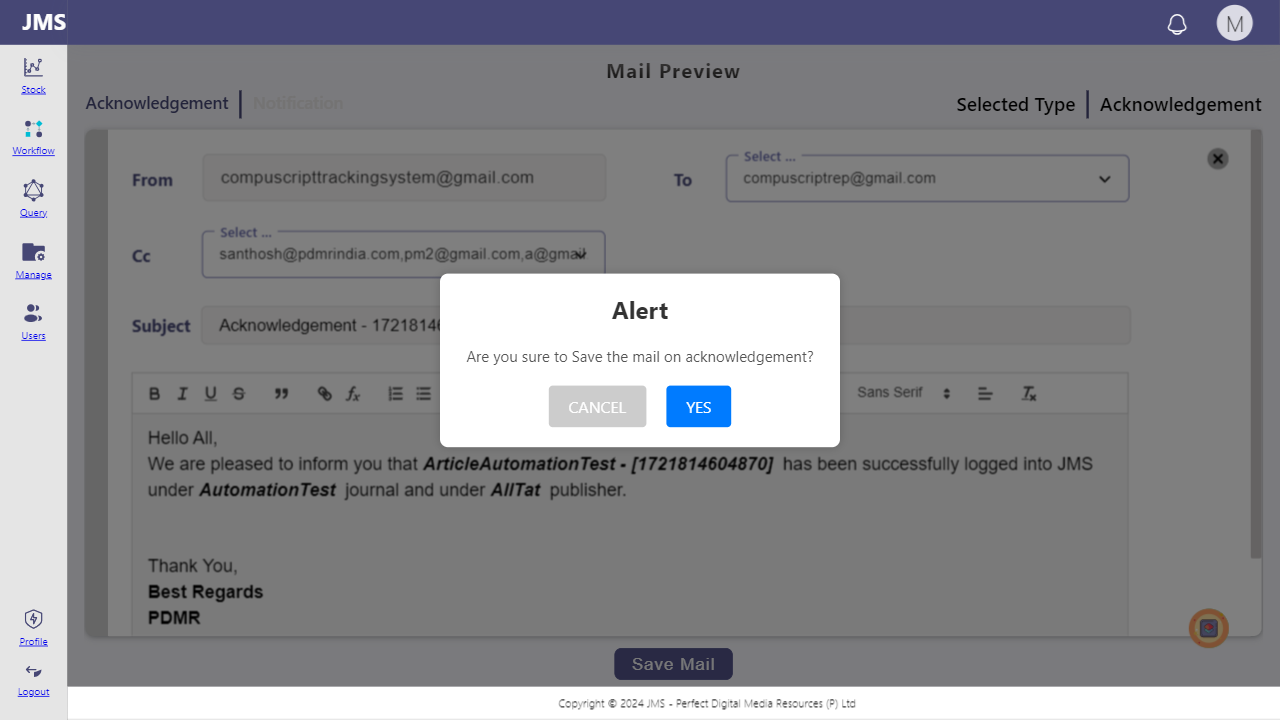 JMS
M
Stock
Workflow
Query
Manage
Users
Profile
Logout
Mail Preview
Acknowledgement
Notification
Selected Type
Acknowledgement
From
compuscripttrackingsystem@gmail.com
To
Select ...
compuscriptrep@gmail.com
Cc
Select ...
santhosh@pdmrindia.com,pm2@gmail.com,a@gmail
Subject
Acknowledgement - 17218146
Alert
Are you sure to Save the mail on acknowledgement?
CANCEL
YES
Sans Serif
Hello All,
We are pleased to inform you that ArticleAutomationTest - [1721814604870] has been successfully logged into JMS
under AutomationTest journal and under AllTat publisher.
Thank You,
Best Regards
PDMR
Save Mail
Copyright © 2024 JMS - Perfect Digital Media Resources (P) Ltd